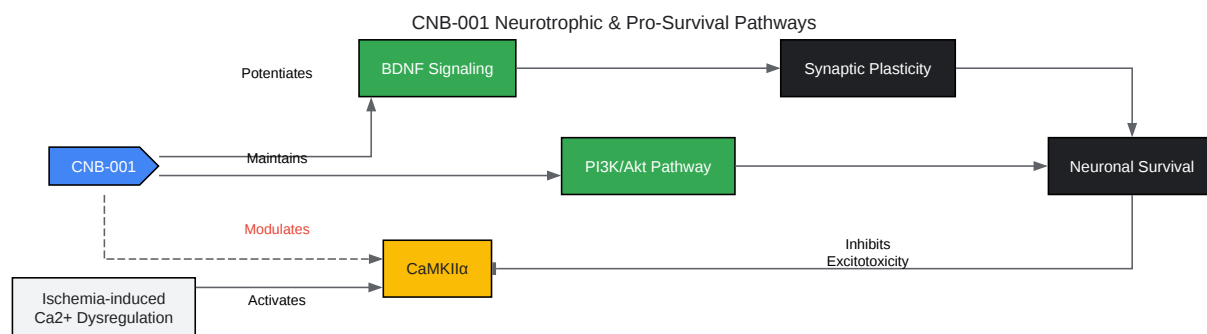 CNB-001 Neurotrophic & Pro-Survival Pathways
BDNF Signaling
Synaptic Plasticity
Potentiates
CNB-001
Maintains
PI3K/Akt Pathway
Neuronal Survival
Modulates
CaMKIIα
Inhibits
Excitotoxicity
Ischemia-induced
Ca2+ Dysregulation
Activates